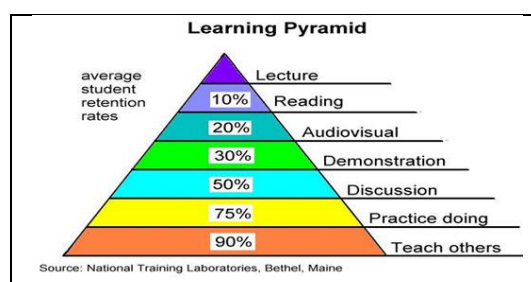 Learning Pyramid
average
student
retention
rates
Lecture
10% Reading
20% Audiovisual
30% Demonstration
50% Discussion
75% Practice doing
90% Teach others
Source: National Training Laboratories, Bethel, Maine